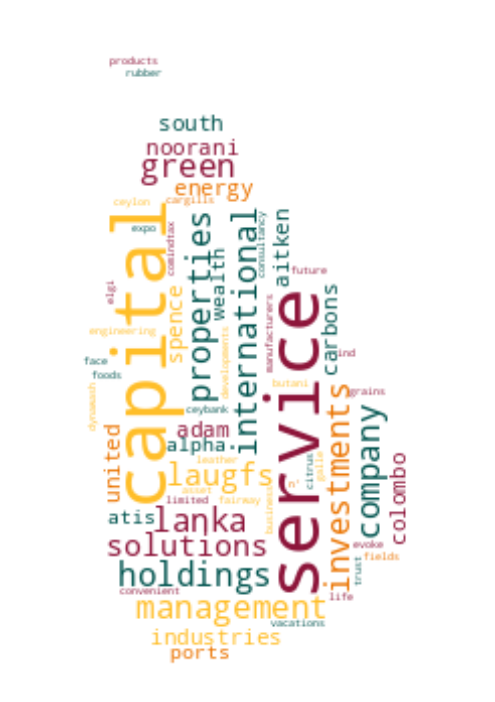 products
rubber
south
noorani
green
energy
ceylon
cargills
capital
expo
comindtax
properties
Wealth
international
consultancy
aitken
future
elgi
spence
engineering
developments
manufacturers
service
carbons
face
foods
ind
dynawash
butani
grains
ceybank
investments
company
united
adam
alpha
leather
laugfs
asset
citrus
galle
n'
colombo
limited
fairway
business
atis
lanka
solutions
evoke
fields
trust
holdings
convenient
life
management
vacations
industries
ports